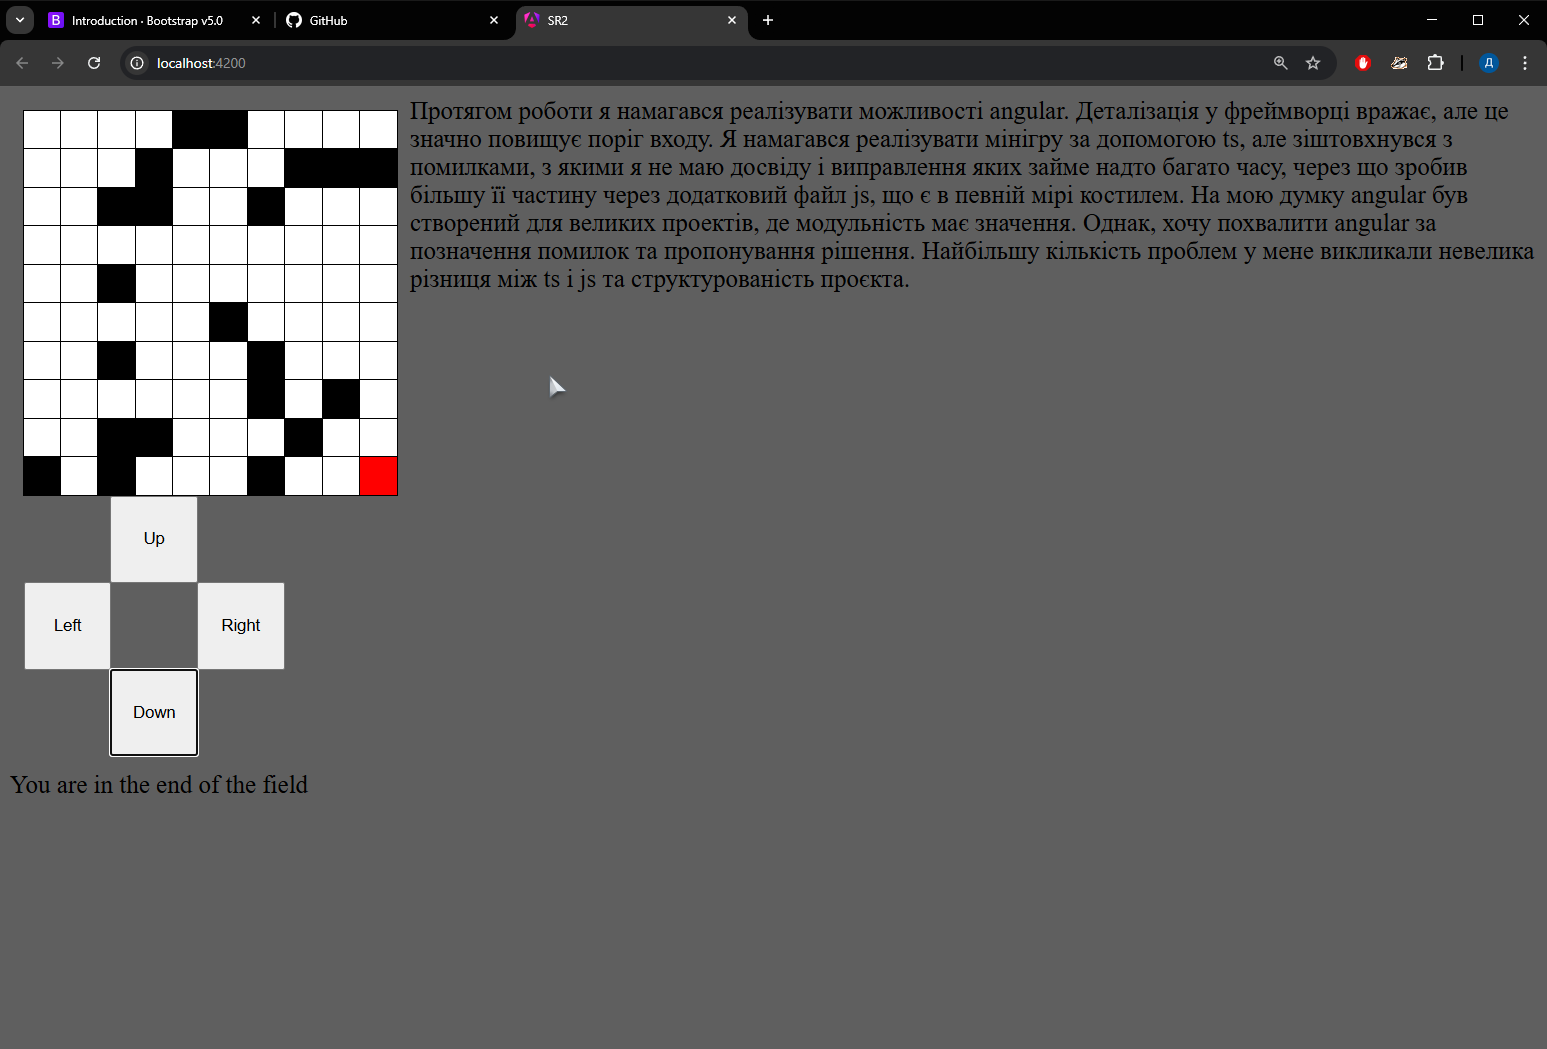 Introduction · Bootstrap v5.0
GitHub
SR2
localhost:4200
Д
Протягом роботи я намагався реалізувати можливості angular. Деталізація у фреймворці вражає, але це
значно повищує поріг входу. Я намагався реалізувати мінігру за допомогою ts, але зіштовхнувся з
помилками, з якими я не маю досвіду і виправлення яких займе надто багато часу, через що зробив
більшу її частину через додатковий файл js, що є в певній мірі костилем. На мою думку angular був
створений для великих проектів, де модульність має значення. Однак, хочу похвалити angular за
позначення помилок та пропонування рішення. Найбільшу кількість проблем у мене викликали невелика
різниця між ts і js та структурованість проєкта.
Up
Left
Right
Down
You are in the end of the field